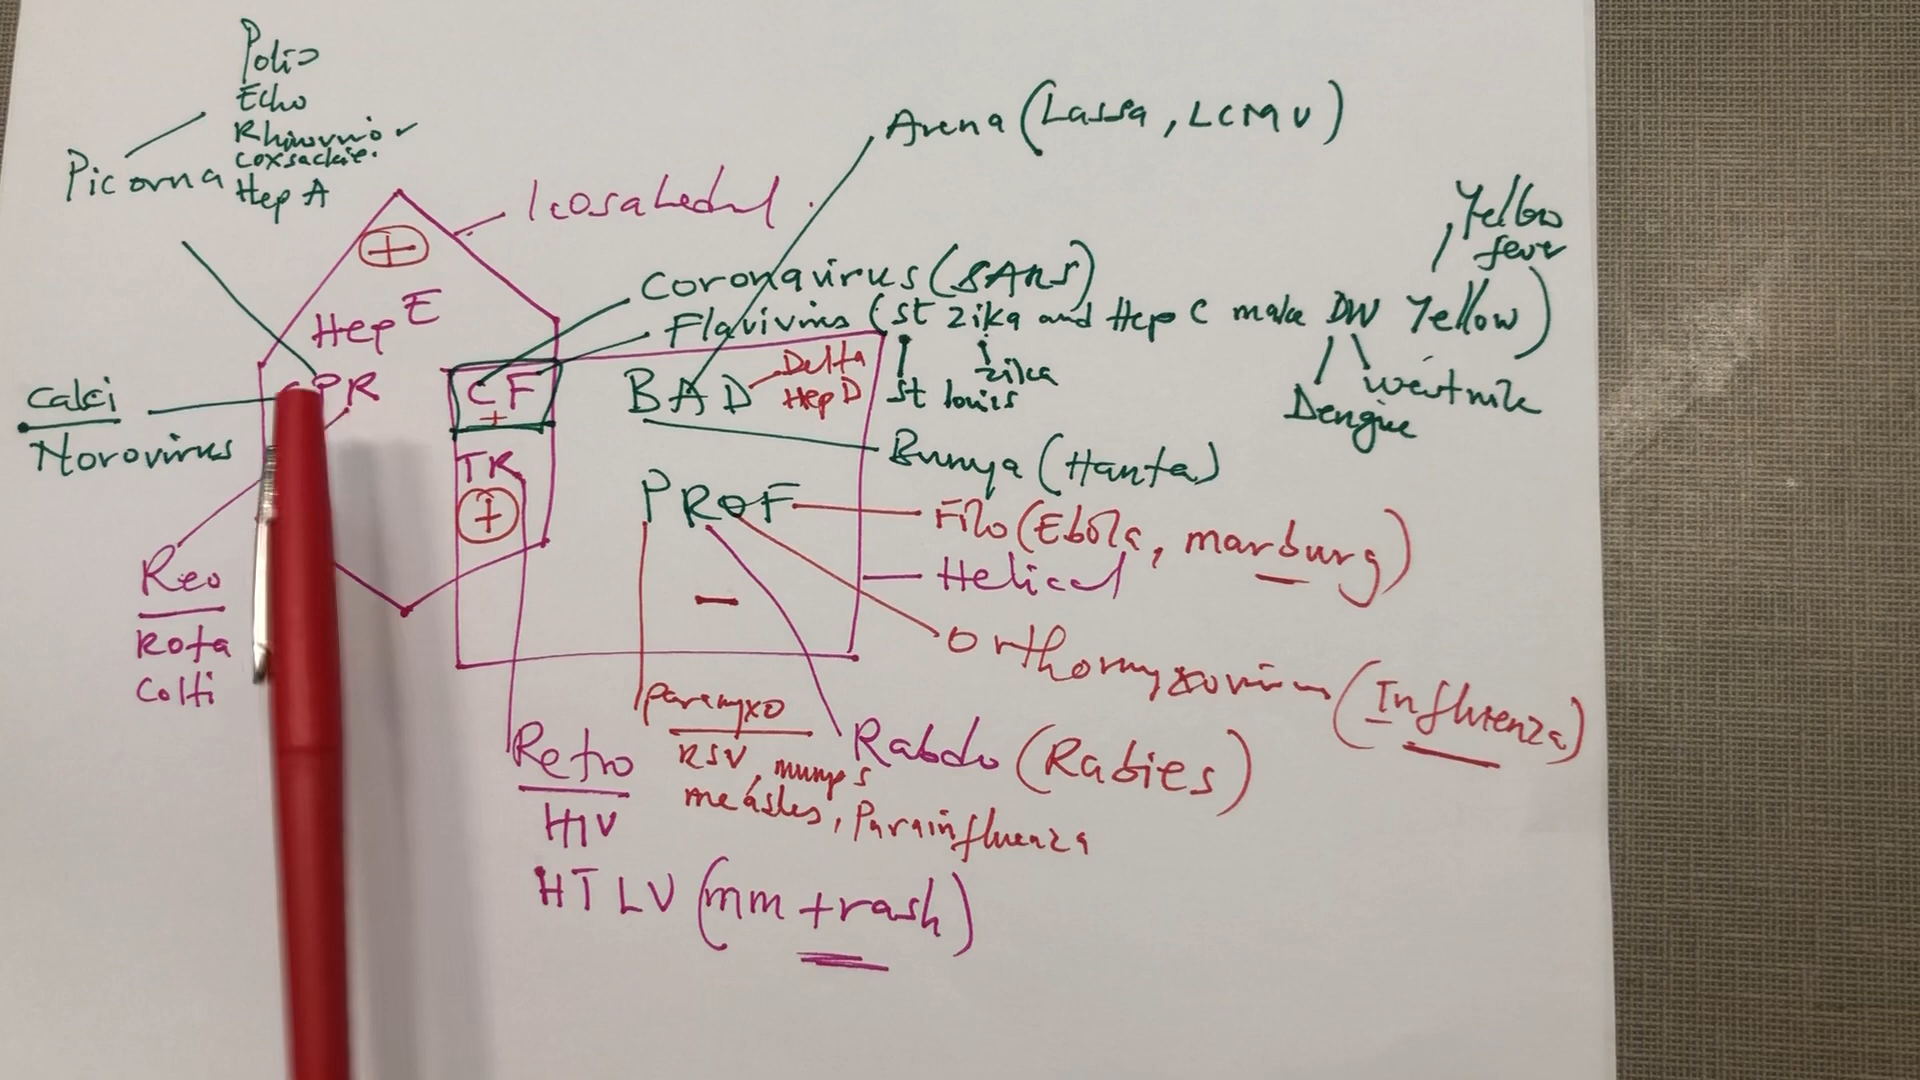 Polio
Echo
Rhinovirus
Coxsackie.
Hep A
Picorna
Icosahedral
Arena (Lassa, LCMV)
Yellow
fever
+
Coronavirus (SARS)
Flavivirus (St Zika and Hep C make DW Yellow)
Hep E
CPR
CF
+
BAD
Delta
Hep D
St louis
Zika
Dengue
westnile
Calci
Norovirus
TR
+
Bunya (Hanta)
PROF
Filo (Ebola, marburg)
Helical
Reo
Rota
Colti
-
Orthomyxovirus (Influenza)
Paramyxo
RSV, mumps
measles, Parainfluenza
Rabdo (Rabies)
Retro
HIV
HTLV (mm + rash)